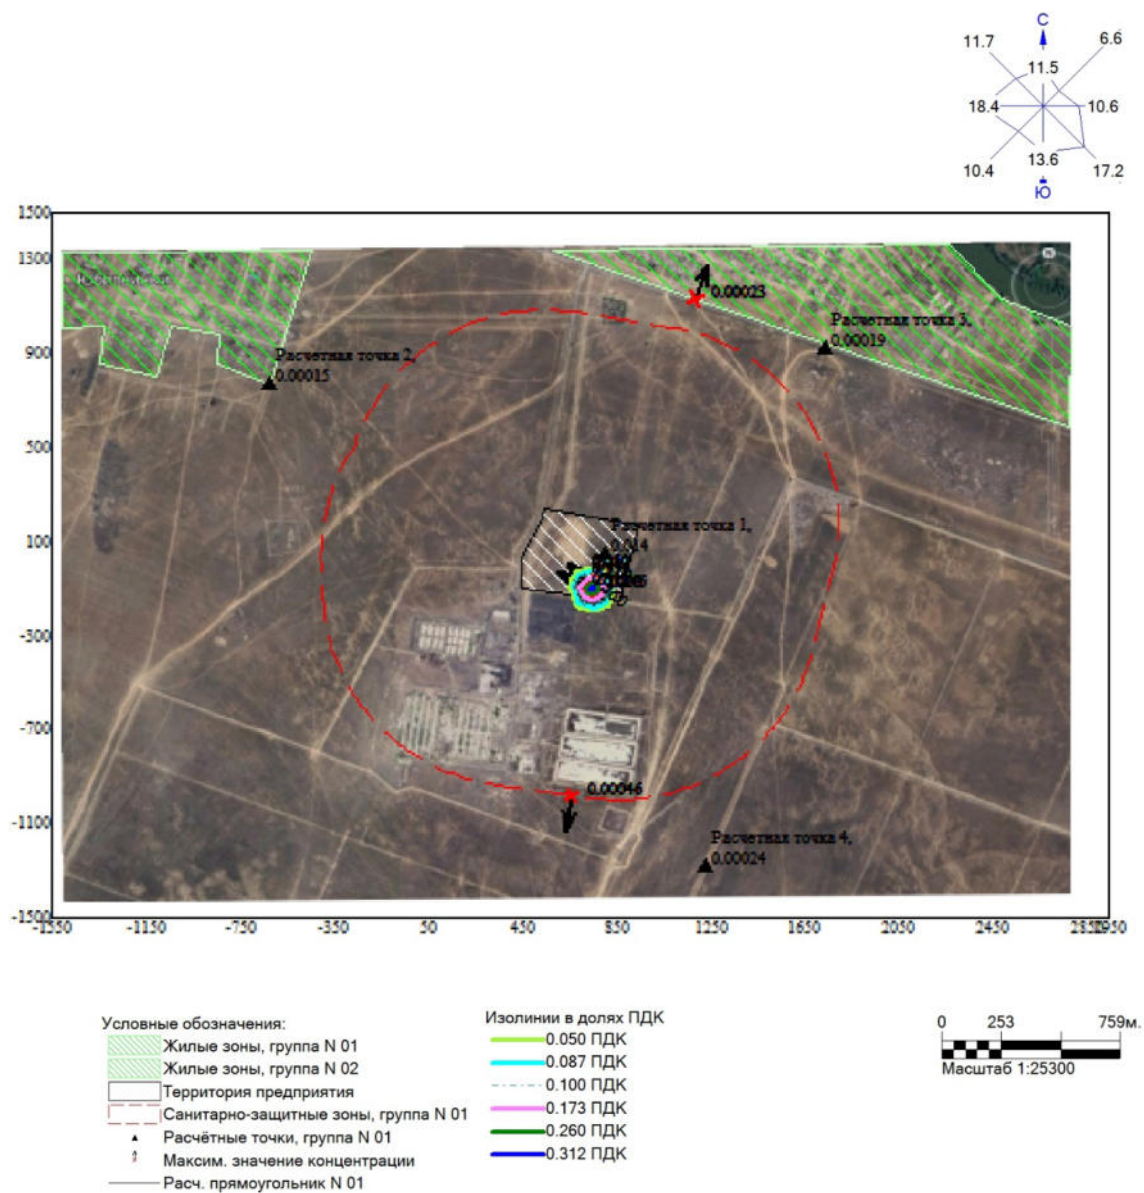 С
11.7
6.6
11.5
18.4
10.6
13.6
10.4
17.2
Ю
1500
1300
900
500
100
-300
-700
-1100
-1500
0.00023
Расчетная точка 3,
0.00019
Расчетная точка 2,
0.00015
Расчетная точка 1,
0.014
0.00046
Расчетная точка 4,
0.00024
-1550
-1150
-750
50
450
850
1250
1650
2050
2450
Условные обозначения:
Жилые зоны, группа N 01
Жилые зоны, группа N 02
Территория предприятия
Санитарно-защитные зоны, группа N 01
Расчётные точки, группа N 01
Максим. значение концентрации
Расч. прямоугольник N 01
Изолинии в долях ПДК
0.050 ПДК
0.087 ПДК
0.100 ПДК
0.173 ПДК
0.260 ПДК
0.312 ПДК
0 253 759м.
Масштаб 1:25300